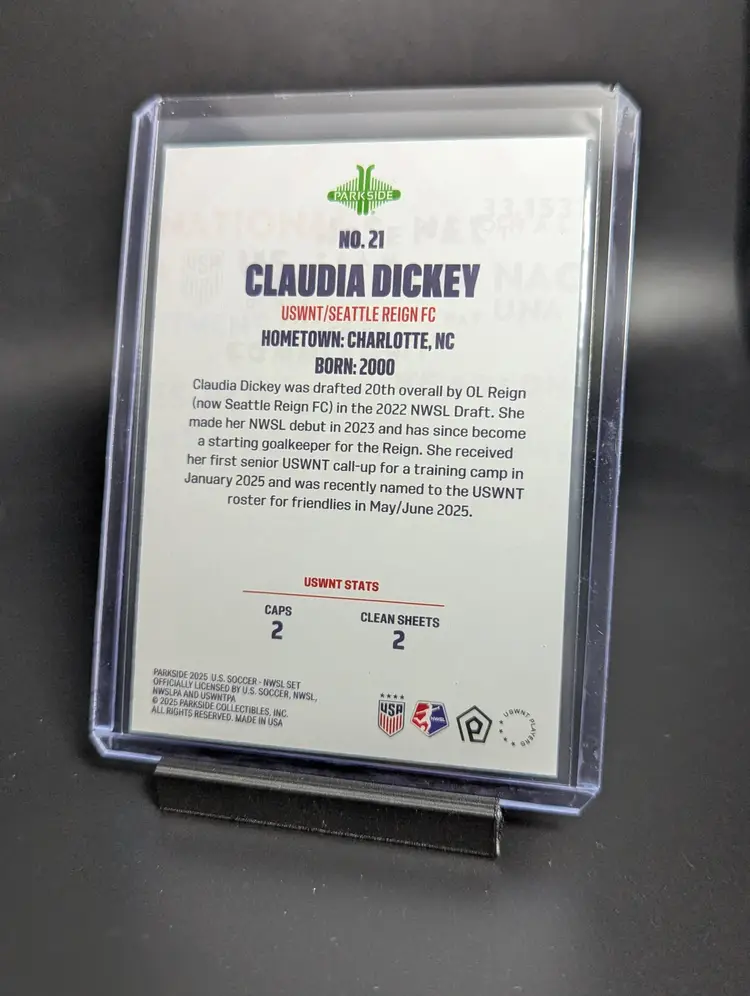 PARKSIDE
NO. 21
CLAUDIA DICKEY
USWNT/SEATTLE REIGN FC
HOMETOWN: CHARLOTTE, NC
BORN: 2000
Claudia Dickey was drafted 20th overall by OL Reign
(now Seattle Reign FC) in the 2022 NWSL Draft. She
made her NWSL debut in 2023 and has since become
a starting goalkeeper for the Reign. She received
her first senior USWNT call-up for a training camp in
January 2025 and was recently named to the USWNT
roster for friendlies in May/June 2025.
USWNT STATS
CAPS CLEAN SHEETS
2 2
PARKSIDE 2025 U.S. SOCCER - NWSL SET
OFFICIALLY LICENSED BY U.S. SOCCER, NWSL,
NWSLPA AND USWNTPA
© 2025 PARKSIDE COLLECTIBLES, INC.
ALL RIGHTS RESERVED. MADE IN USA
USA
NWSL
USWNT PLAYERS